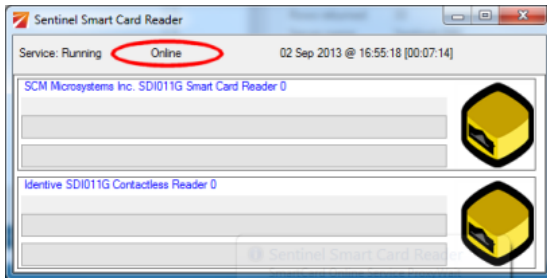 Sentinel Smart Card Reader
Service: Running Online 02 Sep 2013 @ 16:55:18 [00:07:14]
SCM Microsystems Inc. SDI011G Smart Card Reader 0
Identive SDI011G Contactless Reader 0
Sentinel Smart Card Reader